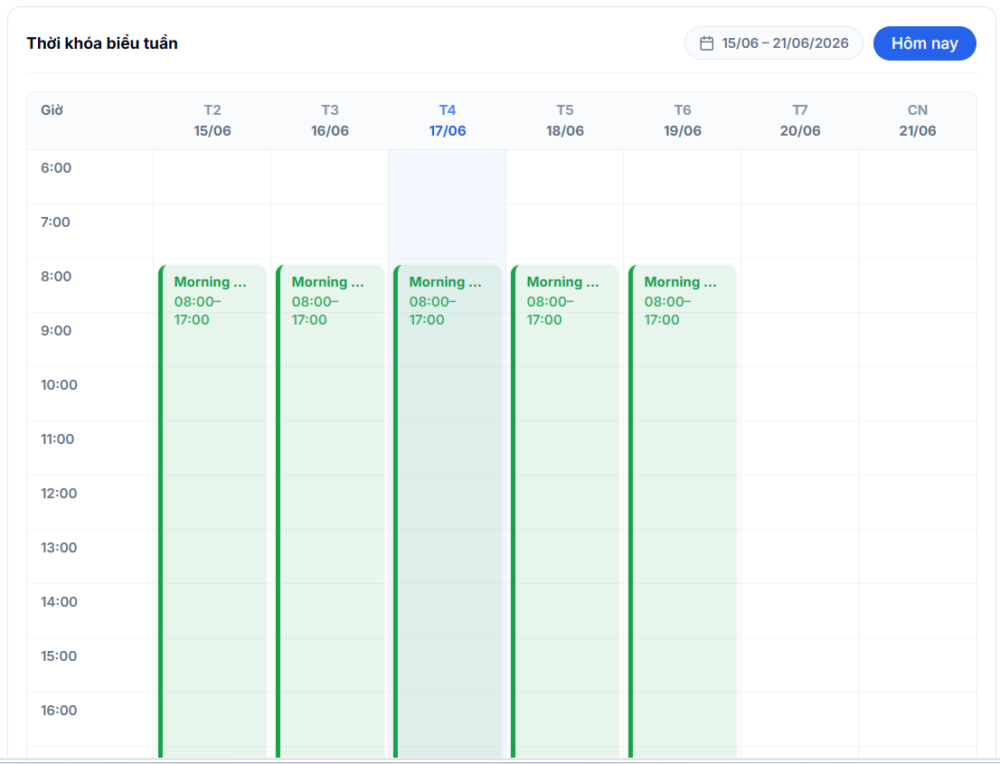 Thời khóa biểu tuần
15/06 – 21/06/2026
Hôm nay
Giờ
T2
15/06
T3
16/06
T4
17/06
T5
18/06
T6
19/06
T7
20/06
CN
21/06
6:00
7:00
8:00
9:00
10:00
11:00
12:00
13:00
14:00
15:00
16:00
Morning ...
08:00–
17:00
Morning ...
08:00–
17:00
Morning ...
08:00–
17:00
Morning ...
08:00–
17:00
Morning ...
08:00–
17:00